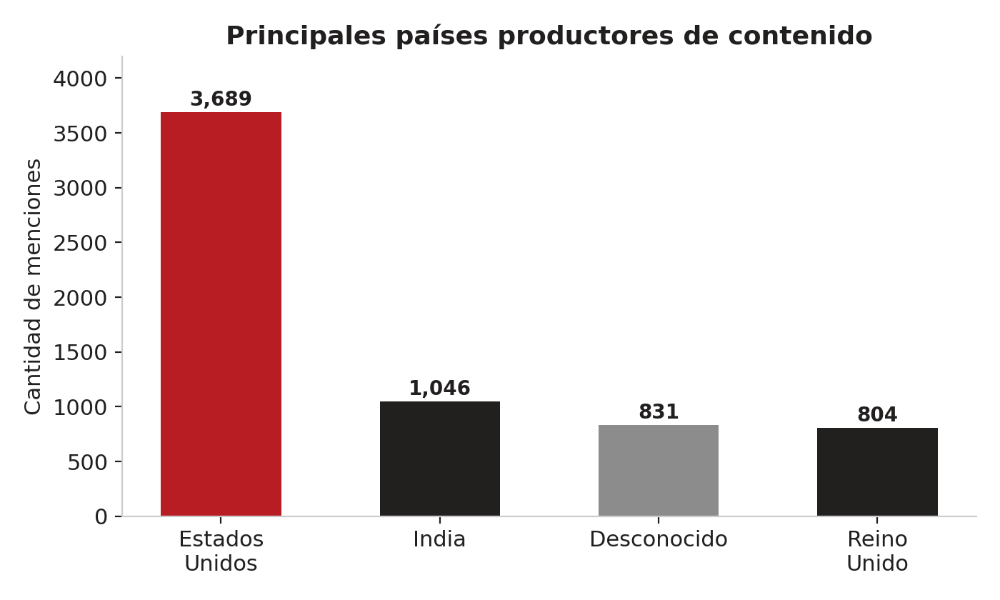 Principales países productores de contenido
Cantidad de menciones
4000
3500
3000
2500
2000
1500
1000
500
0
3,689
1,046
831
804
Estados
Unidos
India
Desconocido
Reino
Unido